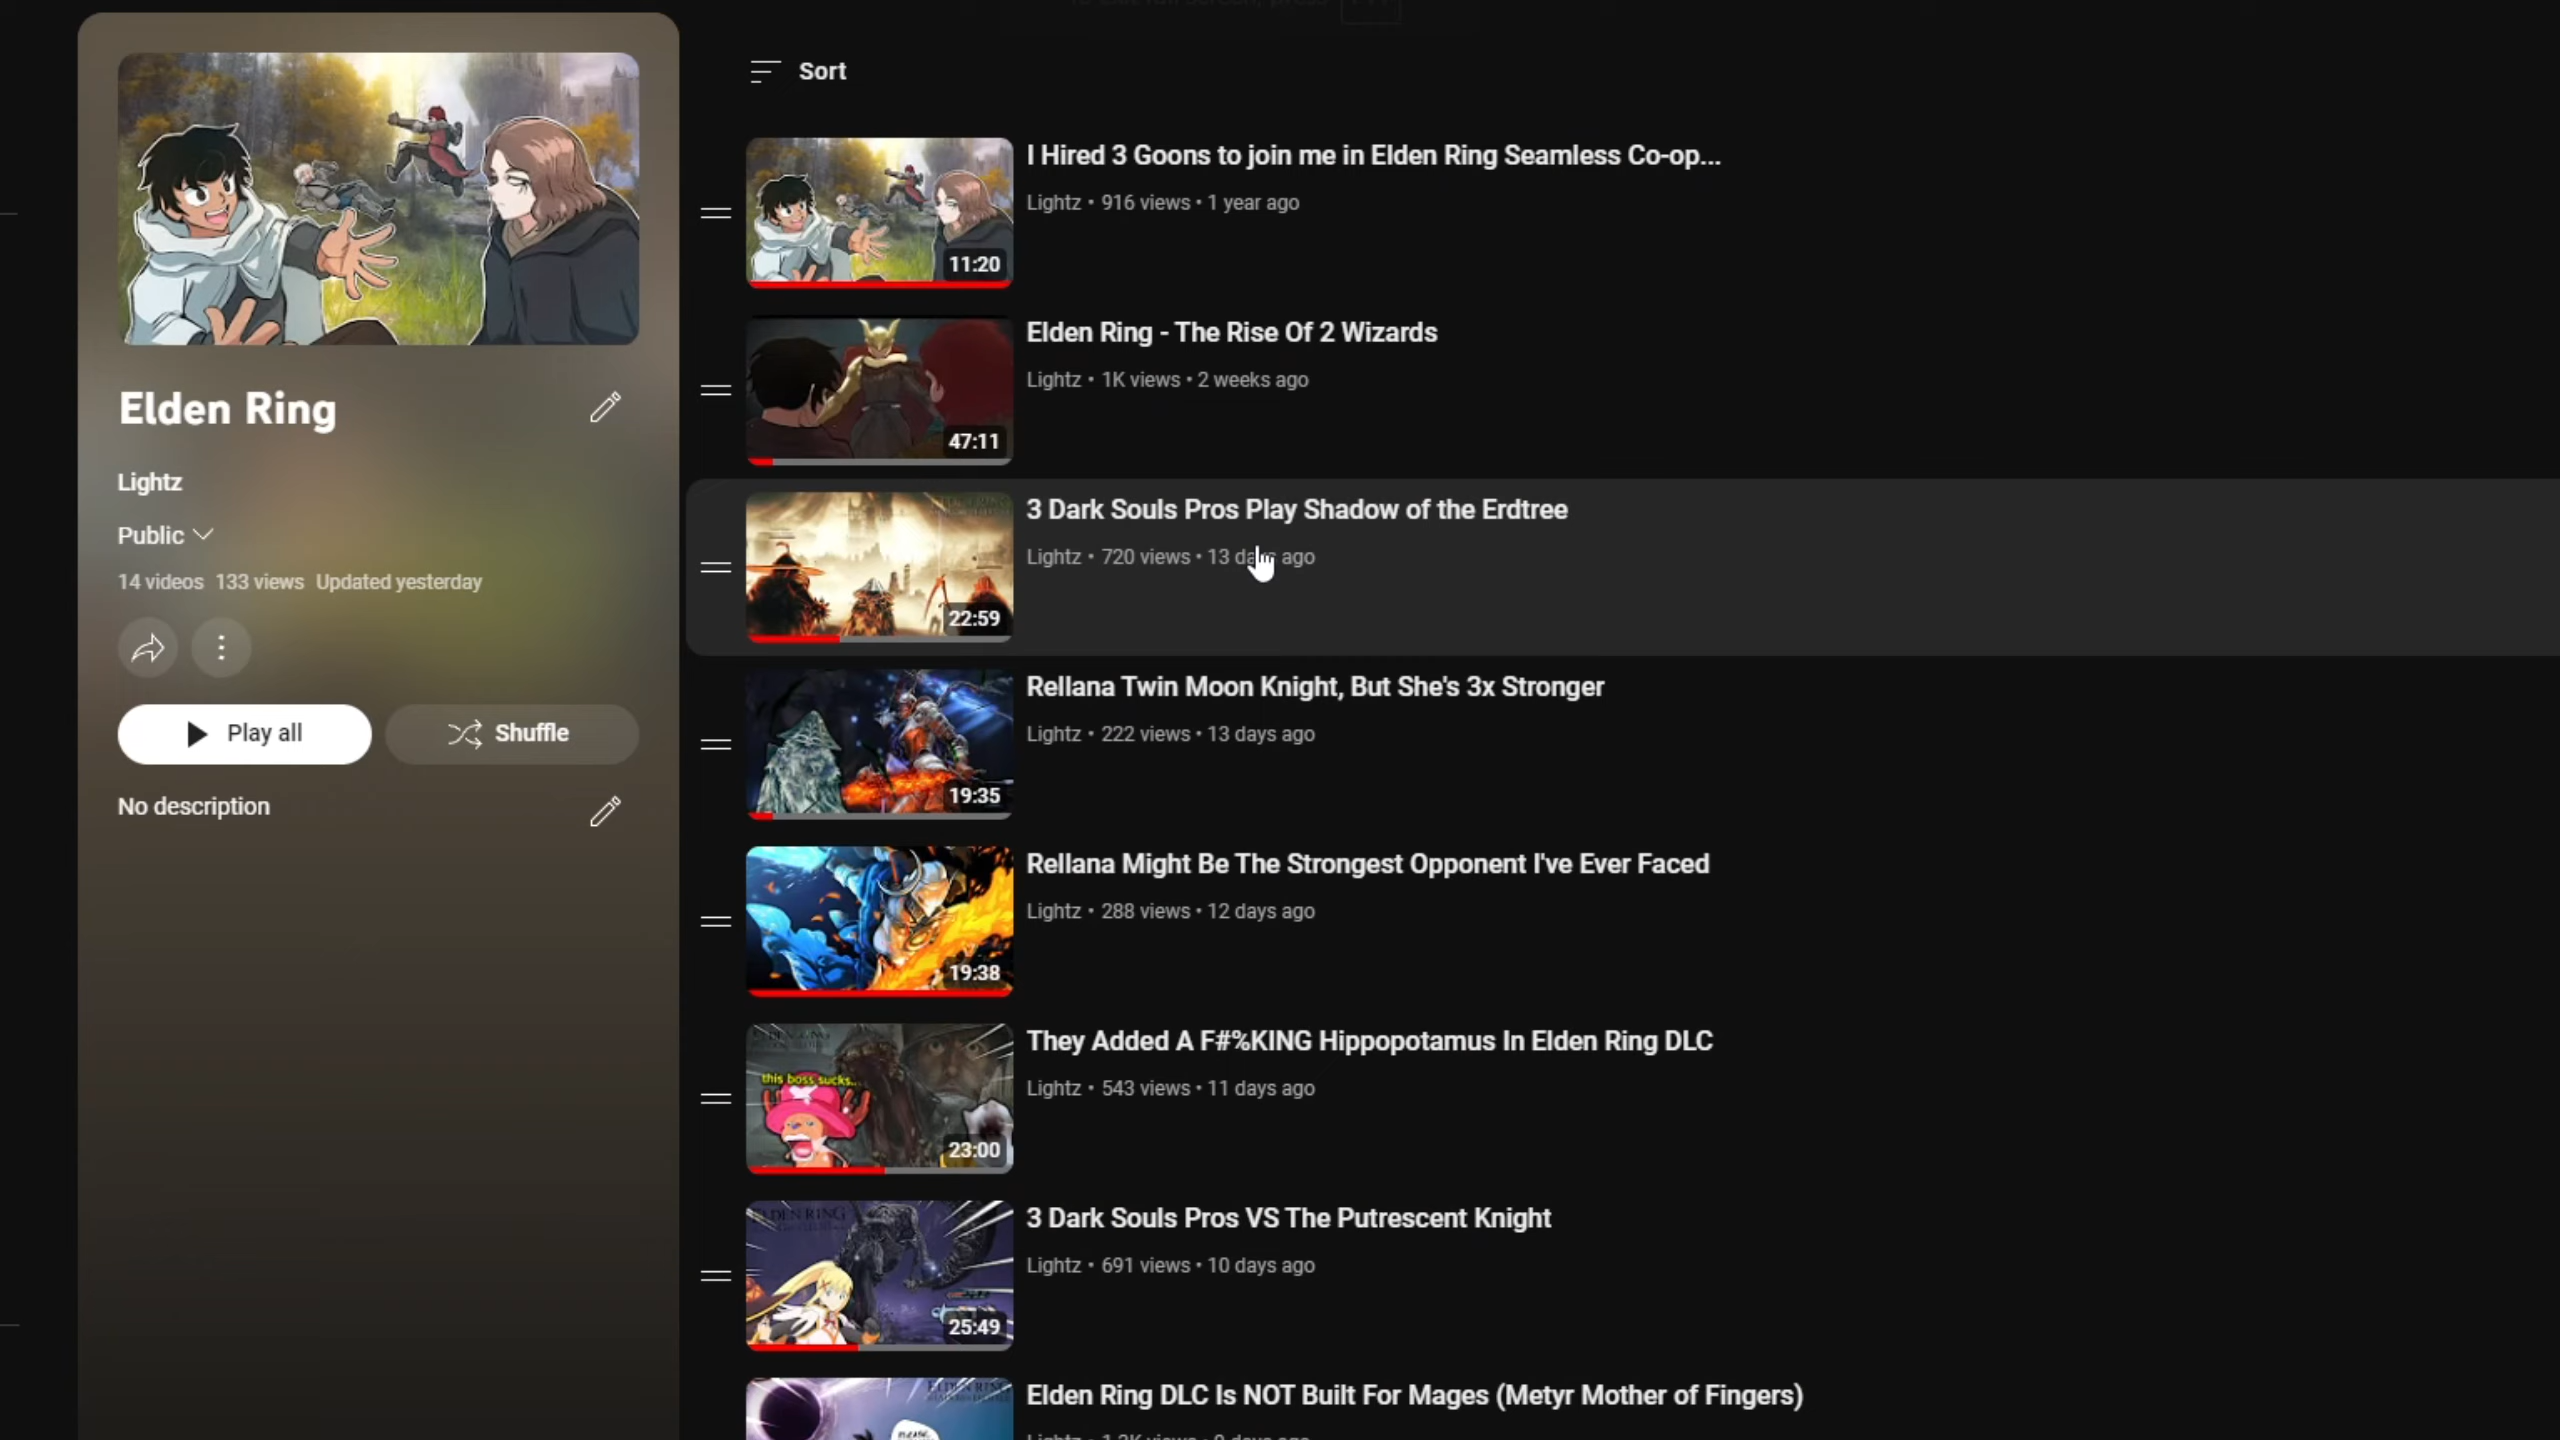 Elden Ring
Lightz
Public
14 videos 133 views Updated yesterday
Play all
Shuffle
No description
Sort
11:20
I Hired 3 Goons to join me in Elden Ring Seamless Co-op...
Lightz • 916 views • 1 year ago
47:11
Elden Ring - The Rise Of 2 Wizards
Lightz • 1K views • 2 weeks ago
22:59
3 Dark Souls Pros Play Shadow of the Erdtree
Lightz • 720 views • 13 days ago
19:35
Rellana Twin Moon Knight, But She's 3x Stronger
Lightz • 222 views • 13 days ago
19:38
Rellana Might Be The Strongest Opponent I've Ever Faced
Lightz • 288 views • 12 days ago
this boss sucks...
23:00
They Added A F#%KING Hippopotamus In Elden Ring DLC
Lightz • 543 views • 11 days ago
ELDEN RING
25:49
3 Dark Souls Pros VS The Putrescent Knight
Lightz • 691 views • 10 days ago
ELDEN RING
Elden Ring DLC Is NOT Built For Mages (Metyr Mother of Fingers)